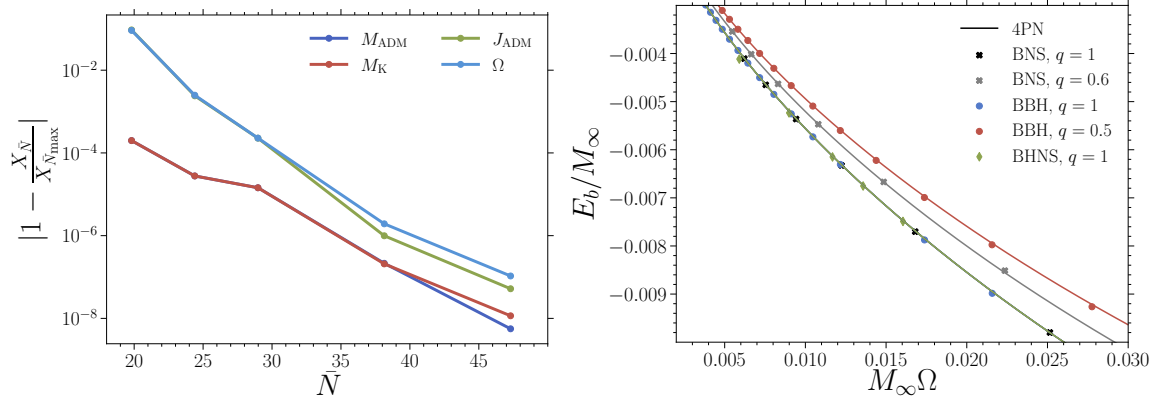 10⁻²
10⁻⁴
10⁻⁶
10⁻⁸
|1 − X_N̄ / X_N̄max|
20 25 30 35 40 45
N̄
M_ADM J_ADM
M_K Ω
−0.004
−0.005
−0.006
−0.007
−0.008
−0.009
E_b/M_∞
0.005 0.010 0.015 0.020 0.025 0.030
M_∞Ω
4PN
BNS, q = 1
BNS, q = 0.6
BBH, q = 1
BBH, q = 0.5
BHNS, q = 1